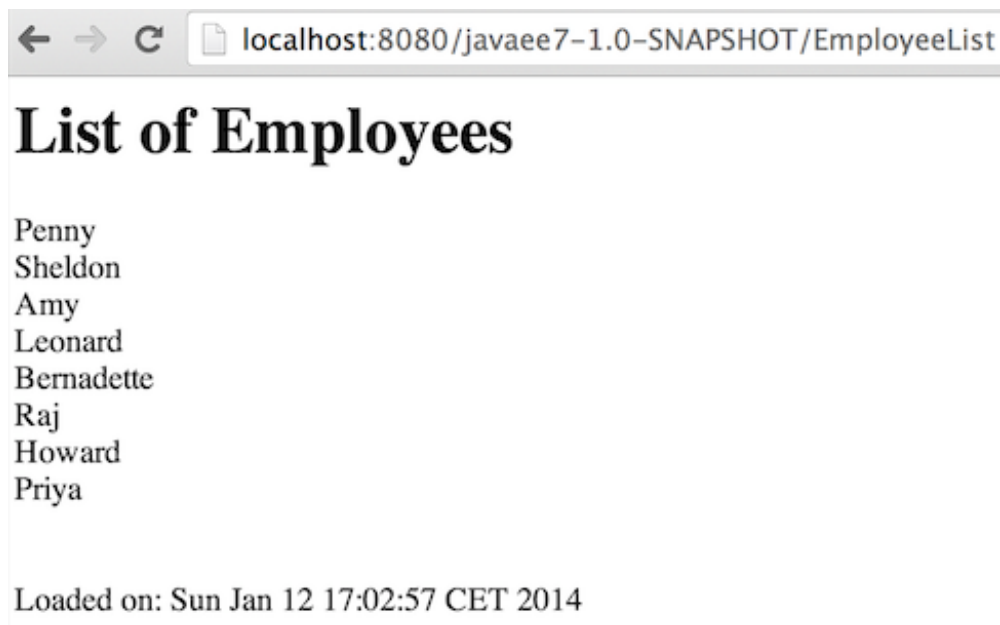 localhost:8080/javaee7-1.0-SNAPSHOT/EmployeeList
List of Employees
Penny
Sheldon
Amy
Leonard
Bernadette
Raj
Howard
Priya
Loaded on: Sun Jan 12 17:02:57 CET 2014